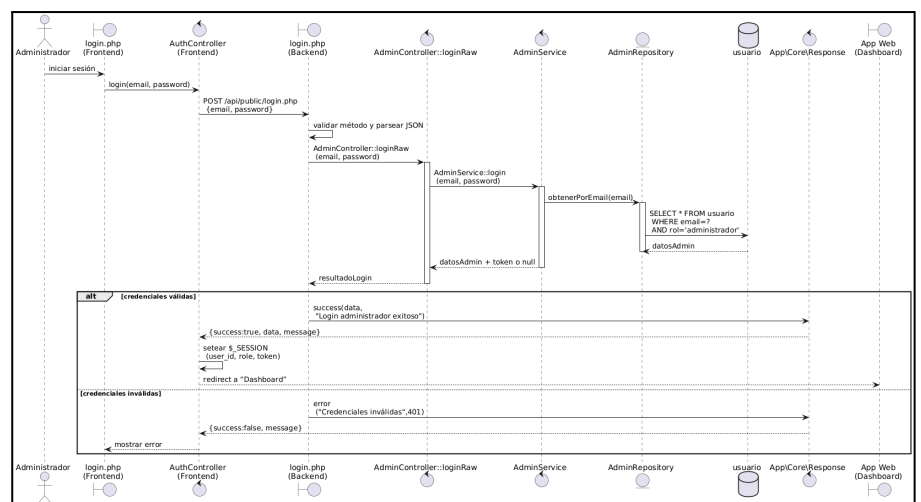 Administrador
login.php
(Frontend)
AuthController
(Frontend)
login.php
(Backend)
AdminController::loginRaw
AdminService
AdminRepository
usuario
App\Core\Response
App Web
(Dashboard)
iniciar sesión
login(email, password)
POST /api/public/login.php
{email, password}
validar método y parsear JSON
AdminController::loginRaw
(email, password)
AdminService::login
(email, password)
obtenerPorEmail(email)
SELECT * FROM usuario
WHERE email=?
AND rol='administrador'
datosAdmin
datosAdmin + token o null
resultadoLogin
alt [credenciales válidas]
success(data,
"Login administrador exitoso")
{success:true, data, message}
setear $_SESSION
(user_id, role, token)
redirect a "Dashboard"
[credenciales inválidas]
error
("Credenciales inválidas",401)
{success:false, message}
mostrar error
Administrador
login.php
(Frontend)
AuthController
(Frontend)
login.php
(Backend)
AdminController::loginRaw
AdminService
AdminRepository
usuario
App\Core\Response
App Web
(Dashboard)